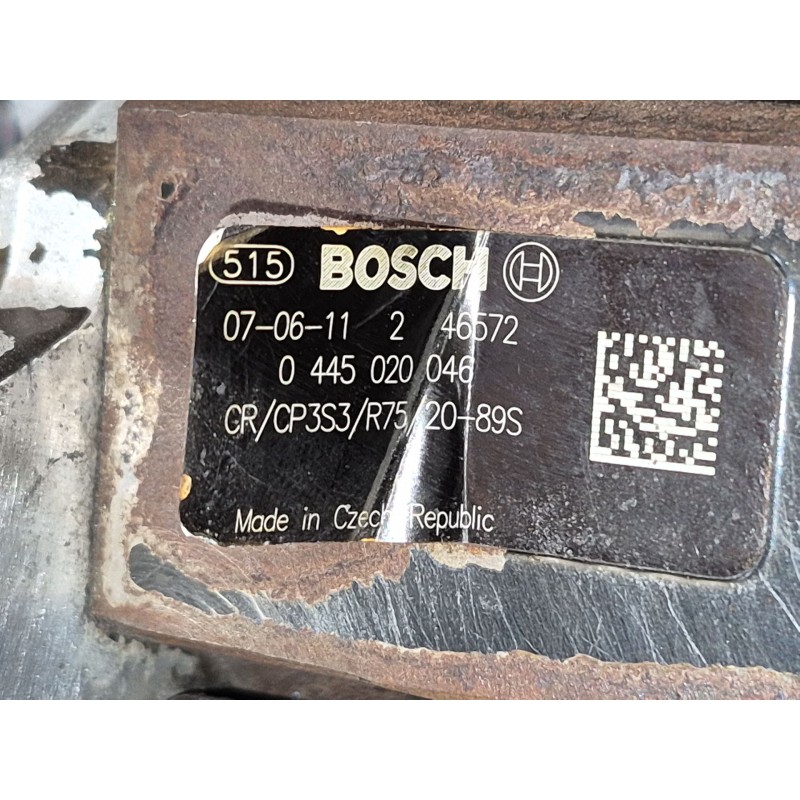 515 BOSCH
07-06-11 2 46572
0 445 020 046
CR/CP3S3/R75/20-89S
Made in Czech Republic